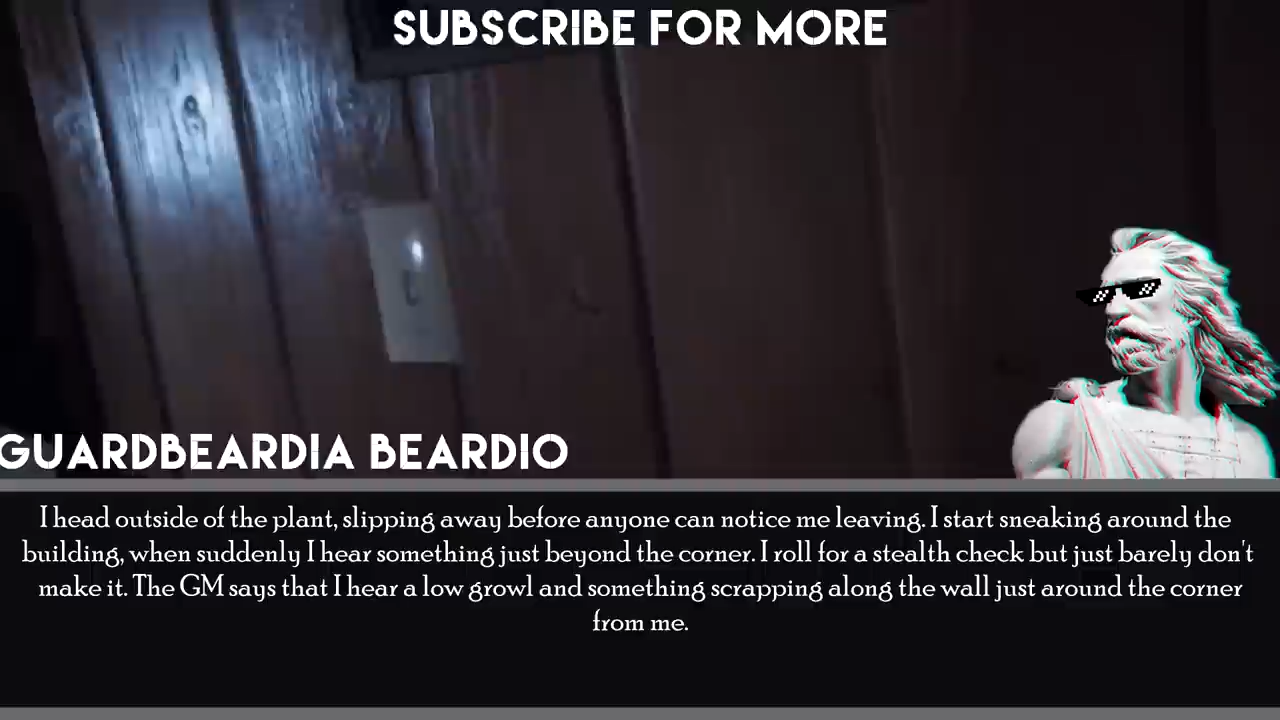 SUBSCRIBE FOR MORE
GUARDBEARDIA BEARDIO
I head outside of the plant, slipping away before anyone can notice me leaving. I start sneaking around the
building, when suddenly I hear something just beyond the corner. I roll for a stealth check but just barely don't
make it. The GM says that I hear a low growl and something scrapping along the wall just around the corner
from me.